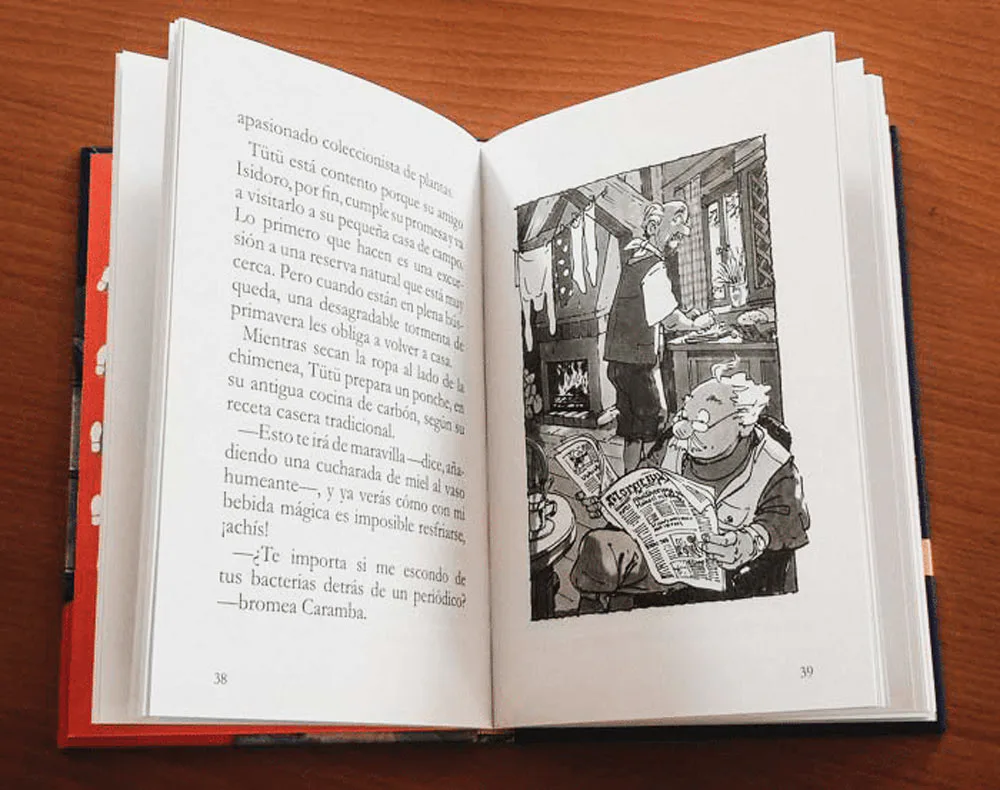 apasionado coleccionista de plantas.
Tütü está contento porque su amigo
Isidoro, por fin, cumple su promesa y va
a visitarlo a su pequeña casa de campo.
Lo primero que hacen es una excur-
sión a una reserva natural que está muy
cerca. Pero cuando están en plena bús-
queda, una desagradable tormenta de
primavera les obliga a volver a casa.
Mientras secan la ropa al lado de la
chimenea, Tütü prepara un ponche, en
su antigua cocina de carbón, según su
receta casera tradicional.
—Esto te irá de maravilla—dice, aña-
diendo una cucharada de miel al vaso
humeante—, y ya verás cómo con mi
bebida mágica es imposible resfriarse,
¡achís!
—¿Te importa si me escondo de
tus bacterias detrás de un periódico?
—bromea Caramba.
38
39